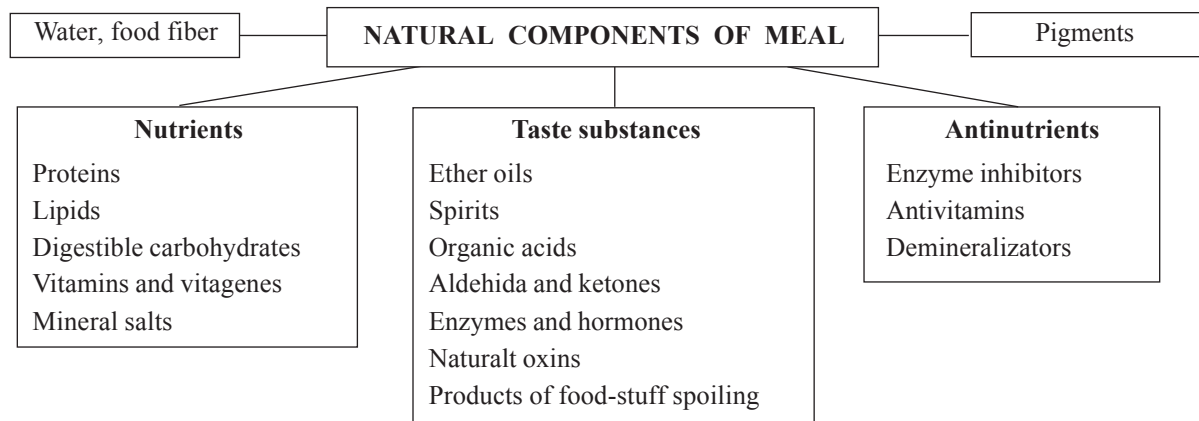 Water, food fiber
NATURAL COMPONENTS OF MEAL
Pigments
Nutrients
Proteins
Lipids
Digestible carbohydrates
Vitamins and vitagenes
Mineral salts
Taste substances
Ether oils
Spirits
Organic acids
Aldehida and ketones
Enzymes and hormones
Naturalt oxins
Products of food-stuff spoiling
Antinutrients
Enzyme inhibitors
Antivitamins
Demineralizators